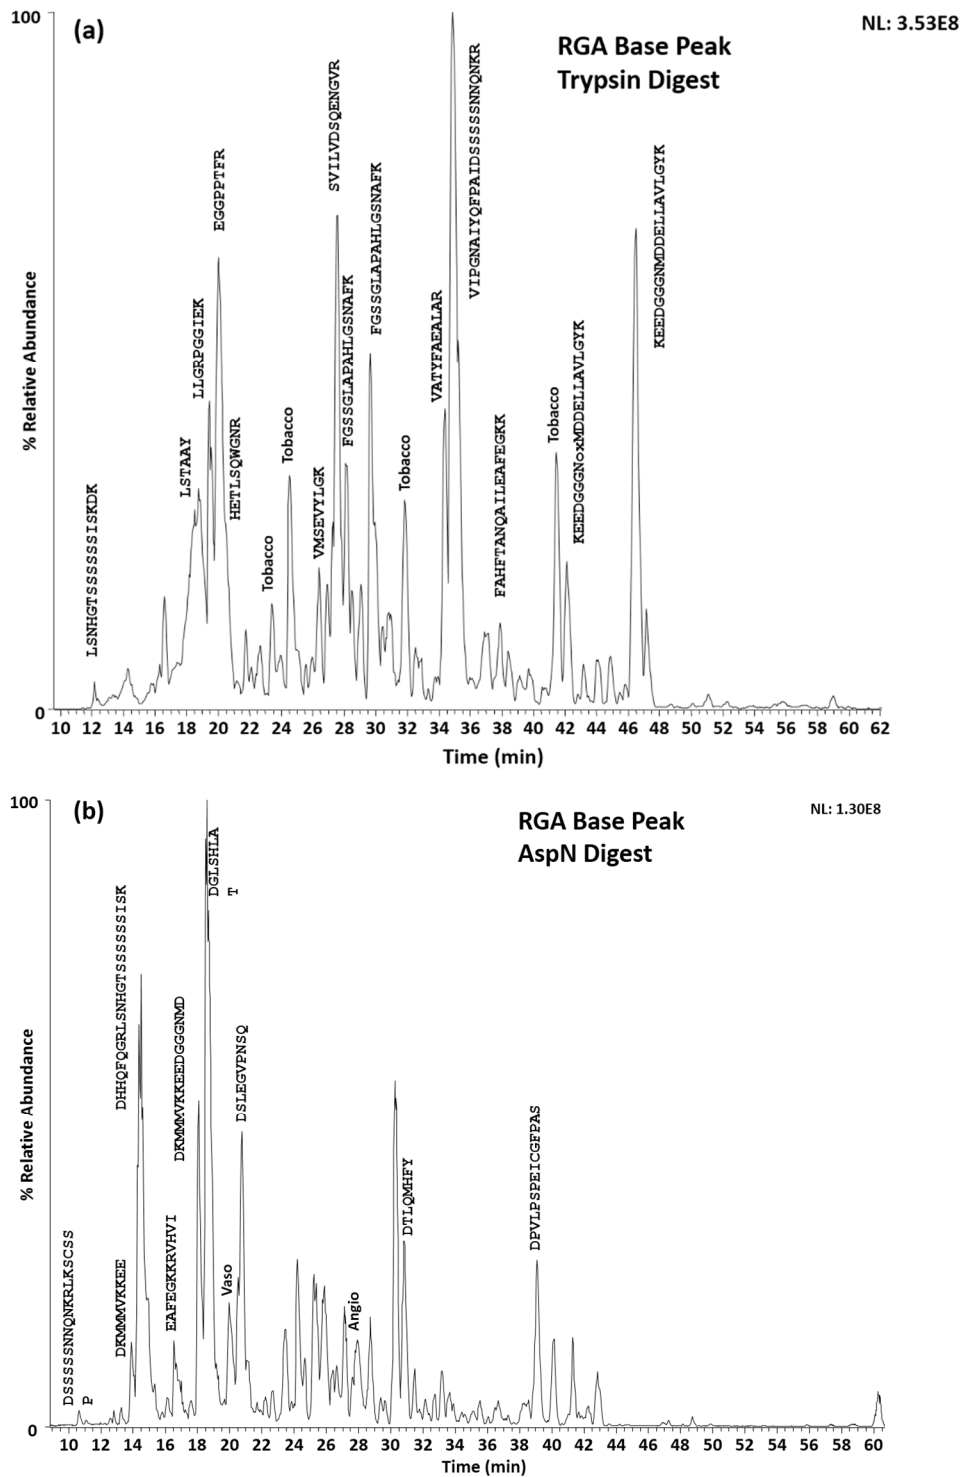 100
(a)
NL: 3.53E8
RGA Base Peak
Trypsin Digest
% Relative Abundance
LSNHGTSSSSSSISKDK
LSTAAY
LLGRPGGIEK
EGGPPTFR
HETLSQWGNR
Tobacco
Tobacco
VMSEVYLGK
SVILVDSQENGVR
FGSSGLAPAHLGSNAFK
FGSSGLAPAHLGSNAFK
Tobacco
VATYFAEALAR
VIPGNAIYQFPAIDSSSSSNNQNKR
FAHFTANQAILEAFEGKK
Tobacco
KEEDGGGNoxMDDELLAVLGYK
KEEDGGGNMDDELLAVLGYK
0
10 12 14 16 18 20 22 24 26 28 30 32 34 36 38 40 42 44 46 48 50 52 54 56 58 60 62
Time (min)
100
(b)
NL: 1.30E8
RGA Base Peak
AspN Digest
% Relative Abundance
DSSSSSNNQNKRLKSCSS
P
DKMMMVKKEE
DHHQFQGRLSNHGTSSSSSSISK
EAFEGKKRVHVI
DKMMMVKKEEDGGGNMD
DGLSHLA
T
Vaso
DSLEGVPNSQ
Angio
DTLQMHFY
DPVLPSPEICGFPAS
0
10 12 14 16 18 20 22 24 26 28 30 32 34 36 38 40 42 44 46 48 50 52 54 56 58 60
Time (min)